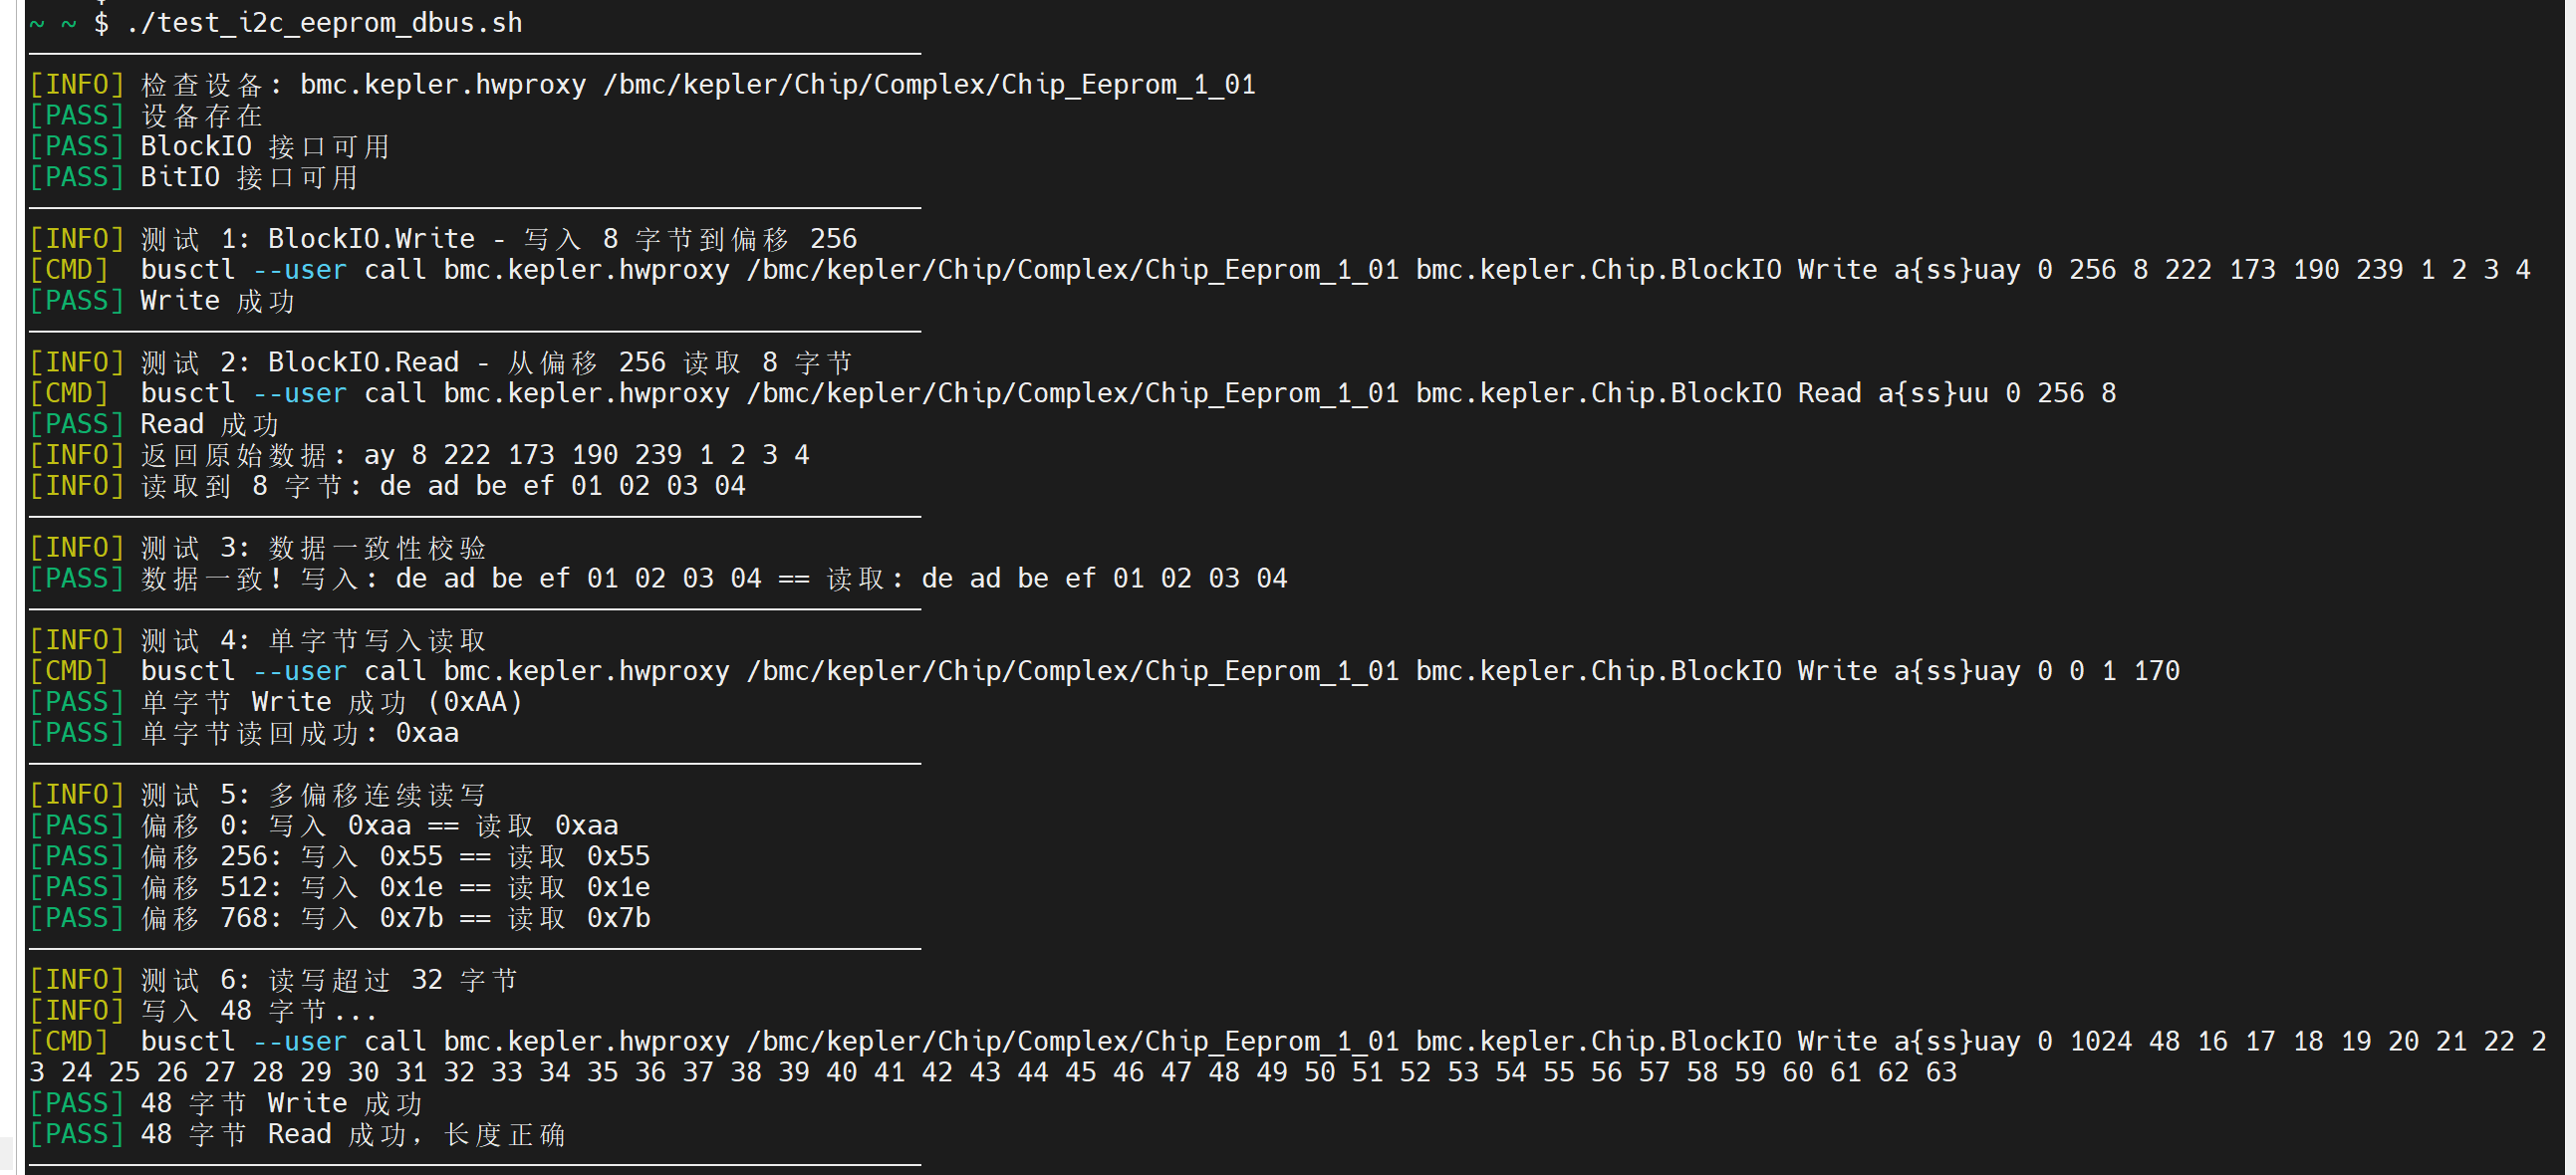 ~ ~ $ ./test_i2c_eeprom_dbus.sh
[INFO] 检查设备: bmc.kepler.hwproxy /bmc/kepler/Chip/Complex/Chip_Eeprom_1_01
[PASS] 设备存在
[PASS] BlockIO 接口可用
[PASS] BitIO 接口可用
[INFO] 测试 1: BlockIO.Write - 写入 8 字节到偏移 256
[CMD]  busctl --user call bmc.kepler.hwproxy /bmc/kepler/Chip/Complex/Chip_Eeprom_1_01 bmc.kepler.Chip.BlockIO Write a{ss}uay 0 256 8 222 173 190 239 1 2 3 4
[PASS] Write 成功
[INFO] 测试 2: BlockIO.Read - 从偏移 256 读取 8 字节
[CMD]  busctl --user call bmc.kepler.hwproxy /bmc/kepler/Chip/Complex/Chip_Eeprom_1_01 bmc.kepler.Chip.BlockIO Read a{ss}uu 0 256 8
[PASS] Read 成功
[INFO] 返回原始数据: ay 8 222 173 190 239 1 2 3 4
[INFO] 读取到 8 字节: de ad be ef 01 02 03 04
[INFO] 测试 3: 数据一致性校验
[PASS] 数据一致! 写入: de ad be ef 01 02 03 04 == 读取: de ad be ef 01 02 03 04
[INFO] 测试 4: 单字节写入读取
[CMD]  busctl --user call bmc.kepler.hwproxy /bmc/kepler/Chip/Complex/Chip_Eeprom_1_01 bmc.kepler.Chip.BlockIO Write a{ss}uay 0 0 1 170
[PASS] 单字节 Write 成功 (0xAA)
[PASS] 单字节读回成功: 0xaa
[INFO] 测试 5: 多偏移连续读写
[PASS] 偏移 0: 写入 0xaa == 读取 0xaa
[PASS] 偏移 256: 写入 0x55 == 读取 0x55
[PASS] 偏移 512: 写入 0x1e == 读取 0x1e
[PASS] 偏移 768: 写入 0x7b == 读取 0x7b
[INFO] 测试 6: 读写超过 32 字节
[INFO] 写入 48 字节...
[CMD]  busctl --user call bmc.kepler.hwproxy /bmc/kepler/Chip/Complex/Chip_Eeprom_1_01 bmc.kepler.Chip.BlockIO Write a{ss}uay 0 1024 48 16 17 18 19 20 21 22 2
3 24 25 26 27 28 29 30 31 32 33 34 35 36 37 38 39 40 41 42 43 44 45 46 47 48 49 50 51 52 53 54 55 56 57 58 59 60 61 62 63
[PASS] 48 字节 Write 成功
[PASS] 48 字节 Read 成功, 长度正确